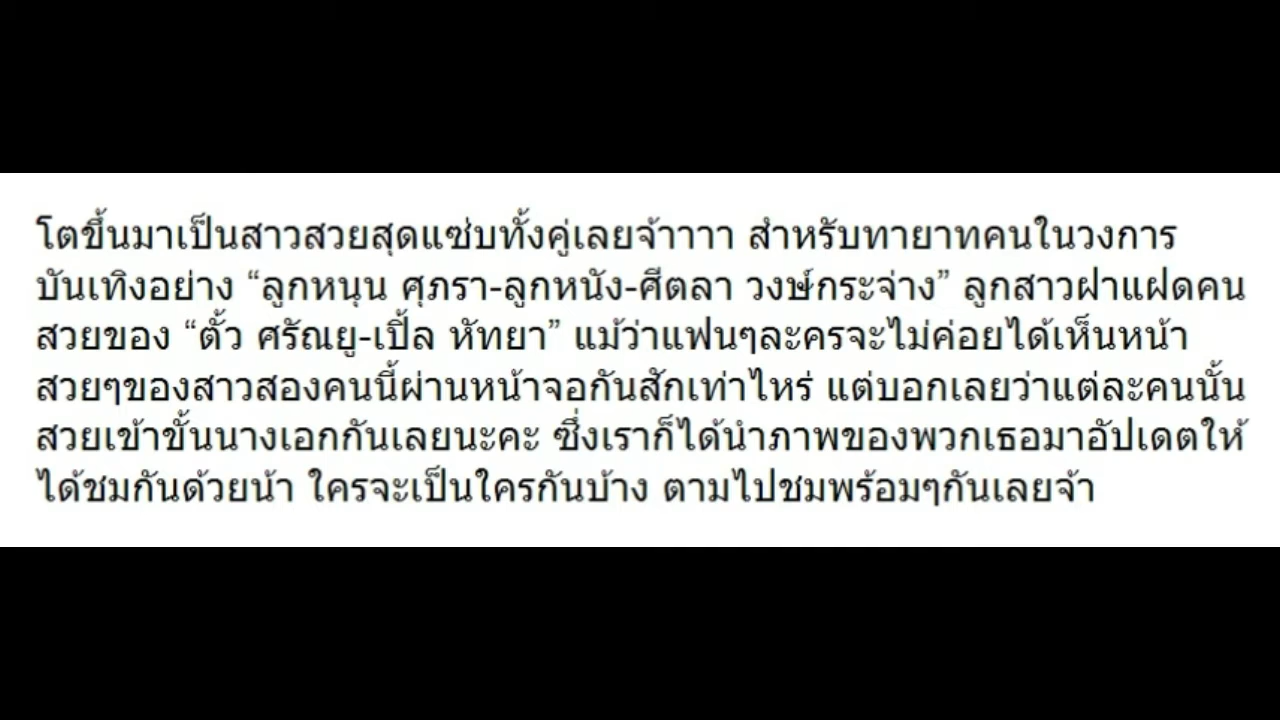 โตขึ้นมาเป็นสาวสวยสุดแซ่บทั้งคู่เลยจ้าาาา สำหรับทายาทคนในวงการ
บันเทิงอย่าง “ลูกหนุน ศุภรา-ลูกหนัง-ศีตลา วงษ์กระจ่าง” ลูกสาวฝาแฝดคน
สวยของ “ตั้ว ศรัณยู-เปิ้ล หัทยา” แม้ว่าแฟนๆละครจะไม่ค่อยได้เห็นหน้า
สวยๆของสาวสองคนนี้ผ่านหน้าจอกันสักเท่าไหร่ แต่บอกเลยว่าแต่ละคนนั้น
สวยเข้าขั้นนางเอกกันเลยนะคะ ซึ่งเราก็ได้นำภาพของพวกเธอมาอัปเดตให้
ได้ชมกันด้วยน้า ใครจะเป็นใครกันบ้าง ตามไปชมพร้อมๆกันเลยจ้า